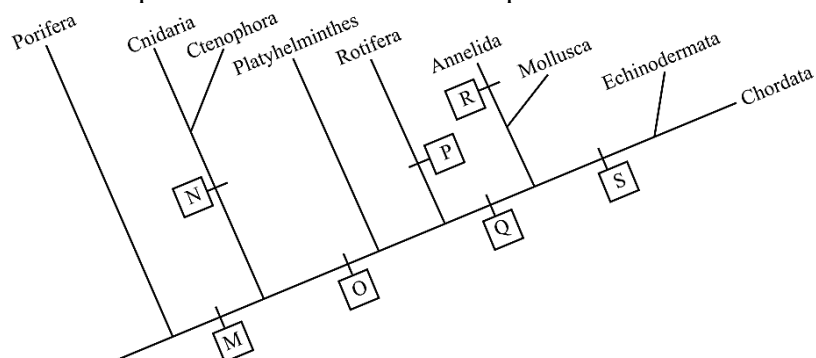 Porifera
Cnidaria
Ctenophora
Platyhelminthes
Rotifera
Annelida
Mollusca
Echinodermata
Chordata
R
P
N
S
Q
O
M